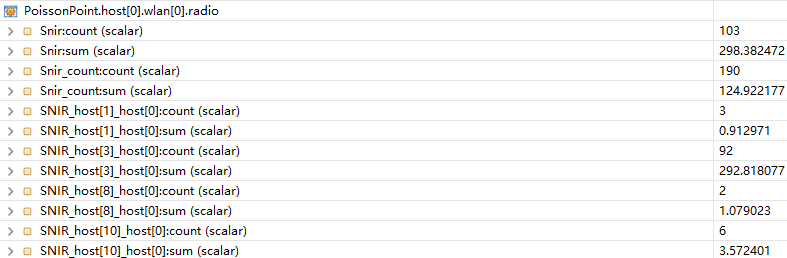 PoissonPoint.host[0].wlan[0].radio
Snir:count (scalar) 103
Snir:sum (scalar) 298.382472
Snir_count:count (scalar) 190
Snir_count:sum (scalar) 124.922177
SNIR_host[1]_host[0]:count (scalar) 3
SNIR_host[1]_host[0]:sum (scalar) 0.912971
SNIR_host[3]_host[0]:count (scalar) 92
SNIR_host[3]_host[0]:sum (scalar) 292.818077
SNIR_host[8]_host[0]:count (scalar) 2
SNIR_host[8]_host[0]:sum (scalar) 1.079023
SNIR_host[10]_host[0]:count (scalar) 6
SNIR_host[10]_host[0]:sum (scalar) 3.572401